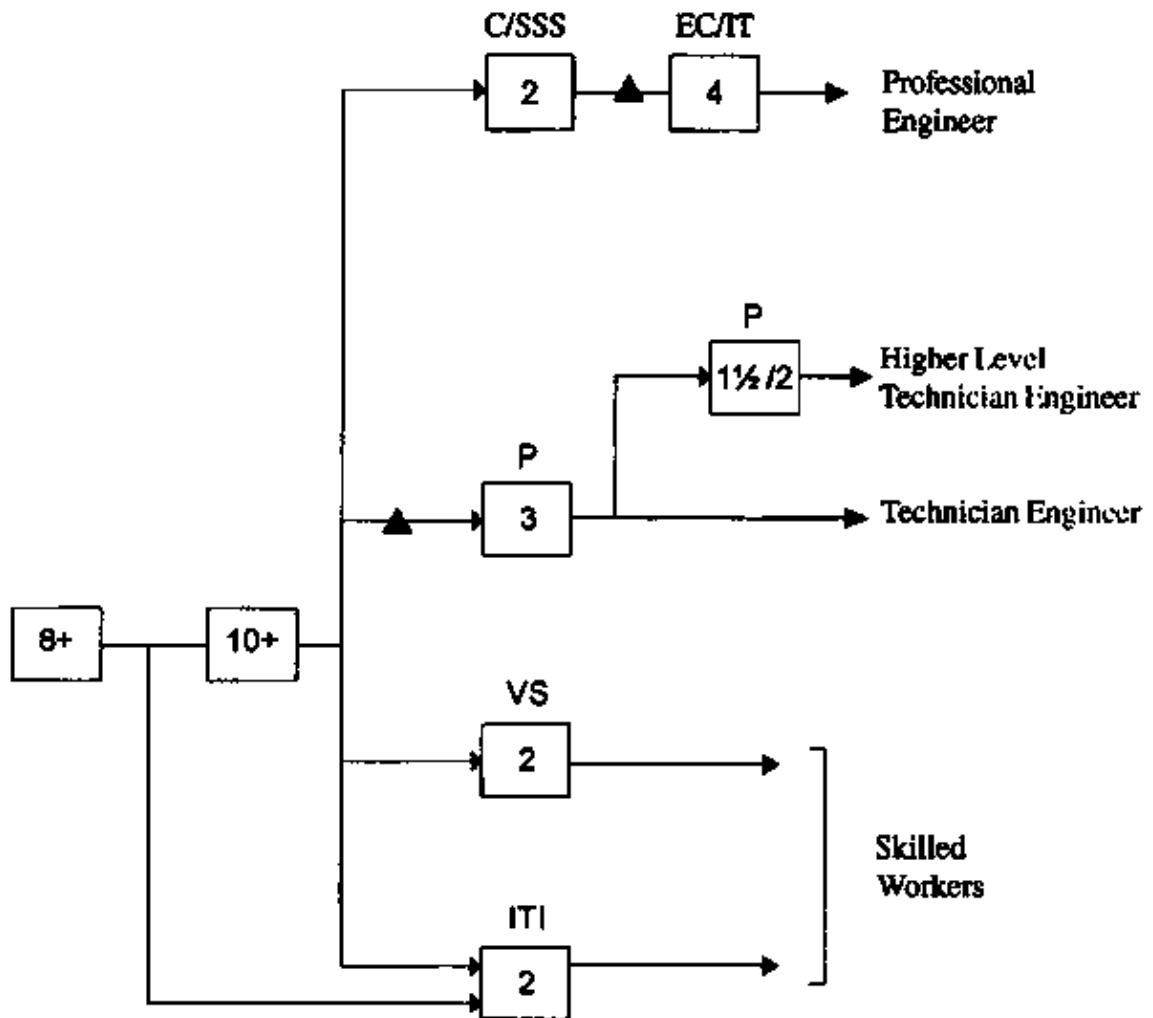 C/SSS EC/IT
2 4 Professional
Engineer
P
1½ /2 Higher Level
Technician Engineer
P
3 Technician Engineer
8+ 10+
VS
2
Skilled
Workers
ITI
2